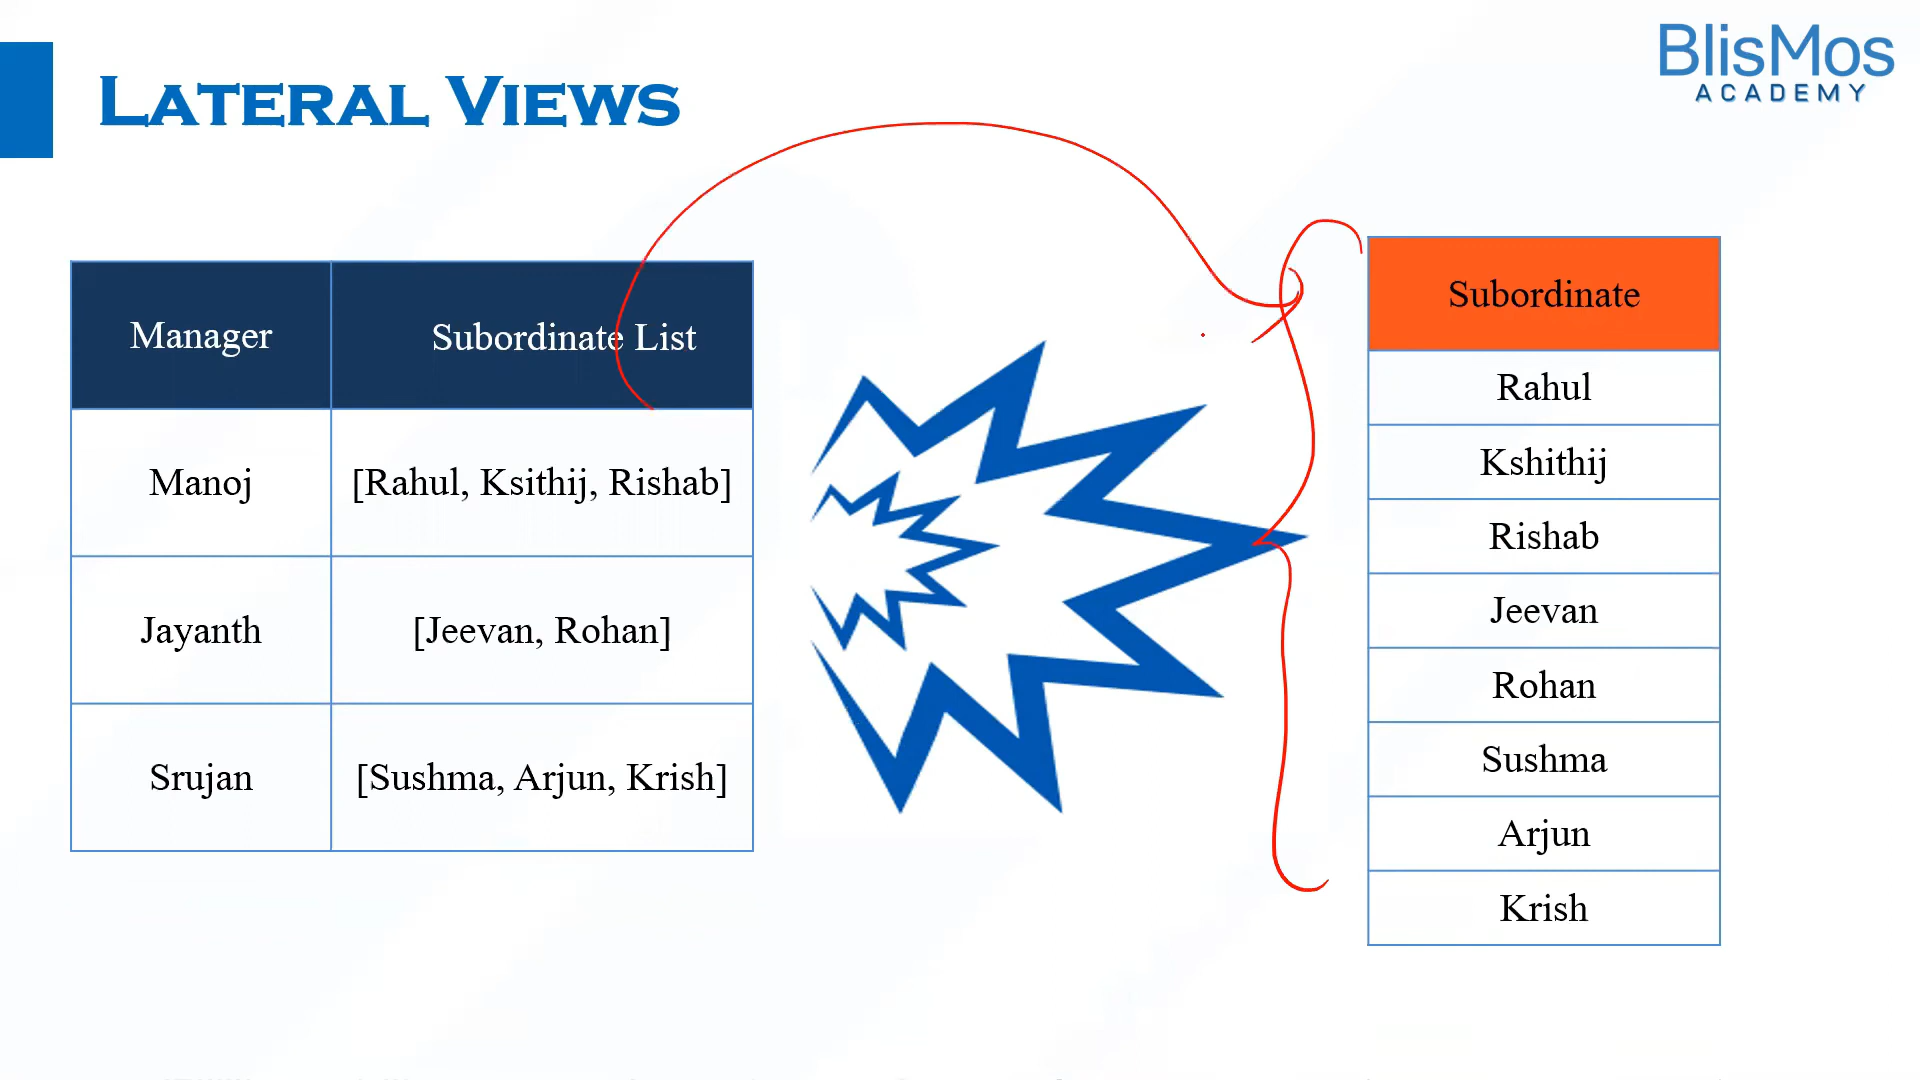 BlisMos
ACADEMY
LATERAL VIEWS
Manager Subordinate List
Manoj [Rahul, Ksithij, Rishab]
Jayanth [Jeevan, Rohan]
Srujan [Sushma, Arjun, Krish]
Subordinate
Rahul
Kshithij
Rishab
Jeevan
Rohan
Sushma
Arjun
Krish